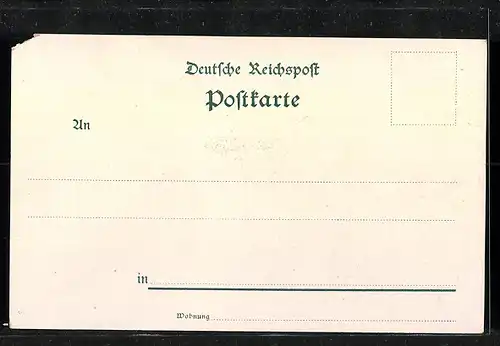 Deutſche Reichspoſt
Poſtkarte
An
in
Wohnung